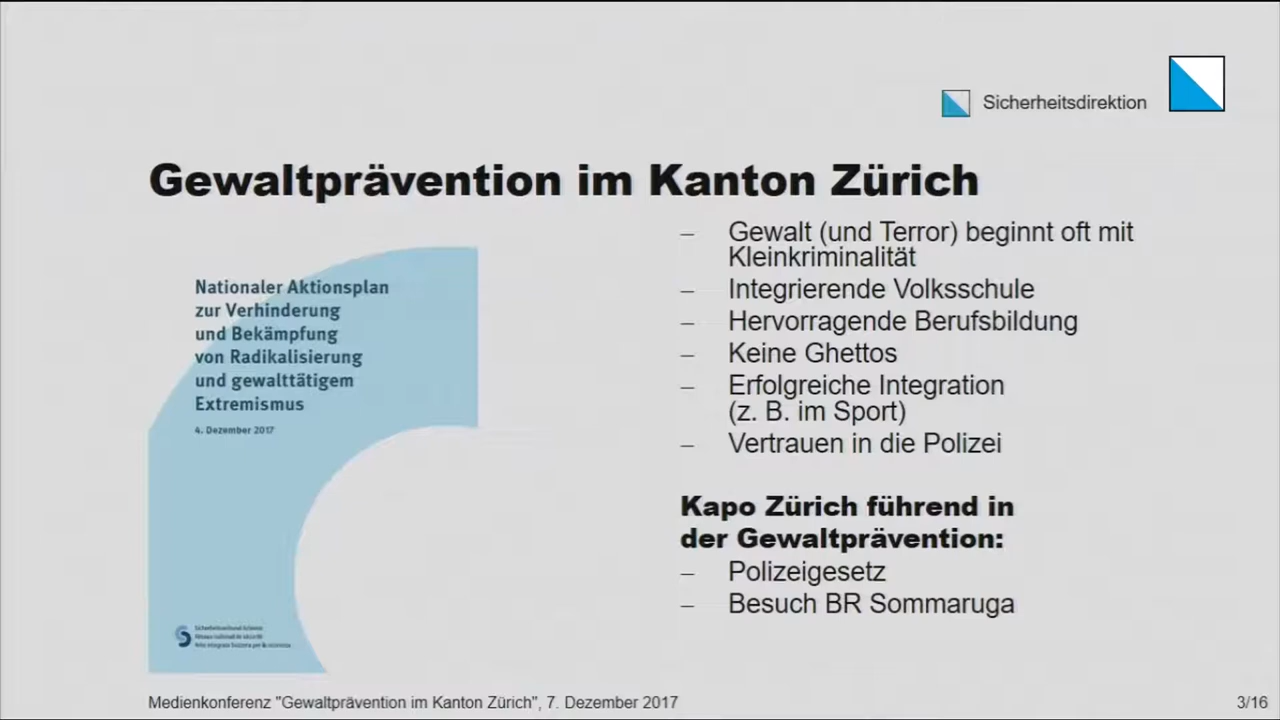 Sicherheitsdirektion
Gewaltprävention im Kanton Zürich
Nationaler Aktionsplan
zur Verhinderung
und Bekämpfung
von Radikalisierung
und gewalttätigem
Extremismus
4. Dezember 2017
– Gewalt (und Terror) beginnt oft mit
Kleinkriminalität
– Integrierende Volksschule
– Hervorragende Berufsbildung
– Keine Ghettos
– Erfolgreiche Integration
(z. B. im Sport)
– Vertrauen in die Polizei
Kapo Zürich führend in
der Gewaltprävention:
– Polizeigesetz
– Besuch BR Sommaruga
Medienkonferenz "Gewaltprävention im Kanton Zürich", 7. Dezember 2017
3/16